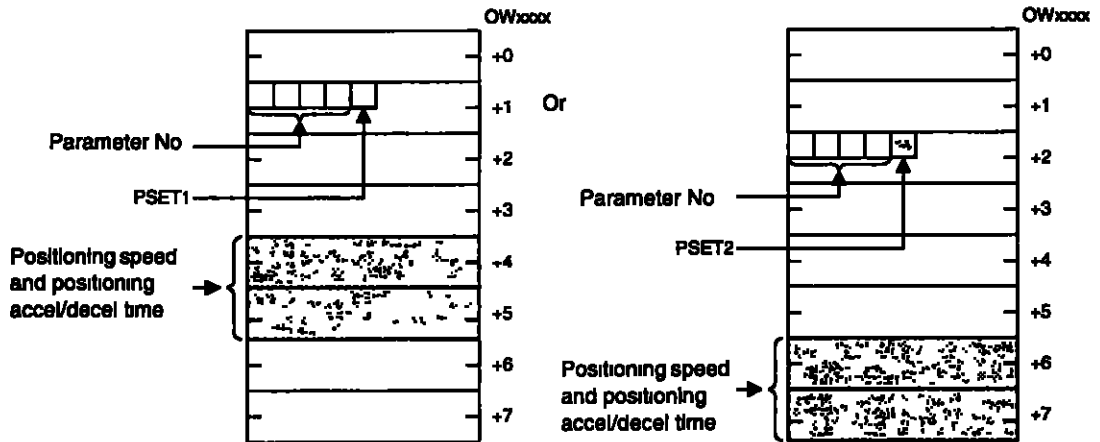 OWxxxx
+0
+1
Parameter No
+2
PSET1
+3
Positioning speed
and positioning
accel/decel time
+4
+5
+6
+7
Or
OWxxxx
+0
+1
+2
Parameter No
+3
PSET2
+4
+5
Positioning speed
and positioning
accel/decel time
+6
+7